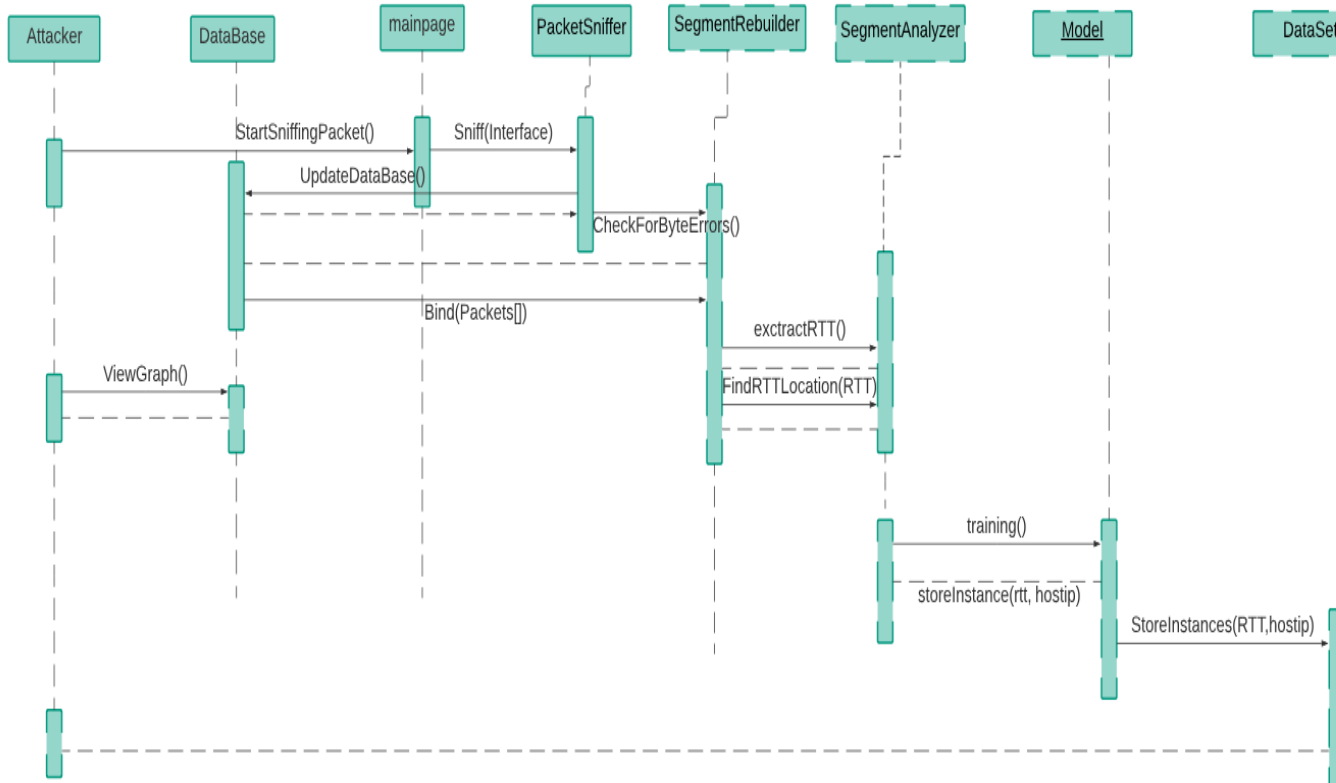 Attacker
DataBase
mainpage
PacketSniffer
SegmentRebuilder
SegmentAnalyzer
Model
DataSet
StartSniffingPacket()
Sniff(Interface)
UpdateDataBase()
CheckForByteErrors()
Bind(Packets[])
exctractRTT()
ViewGraph()
FindRTTLocation(RTT)
training()
storeInstance(rtt, hostip)
StoreInstances(RTT,hostip)